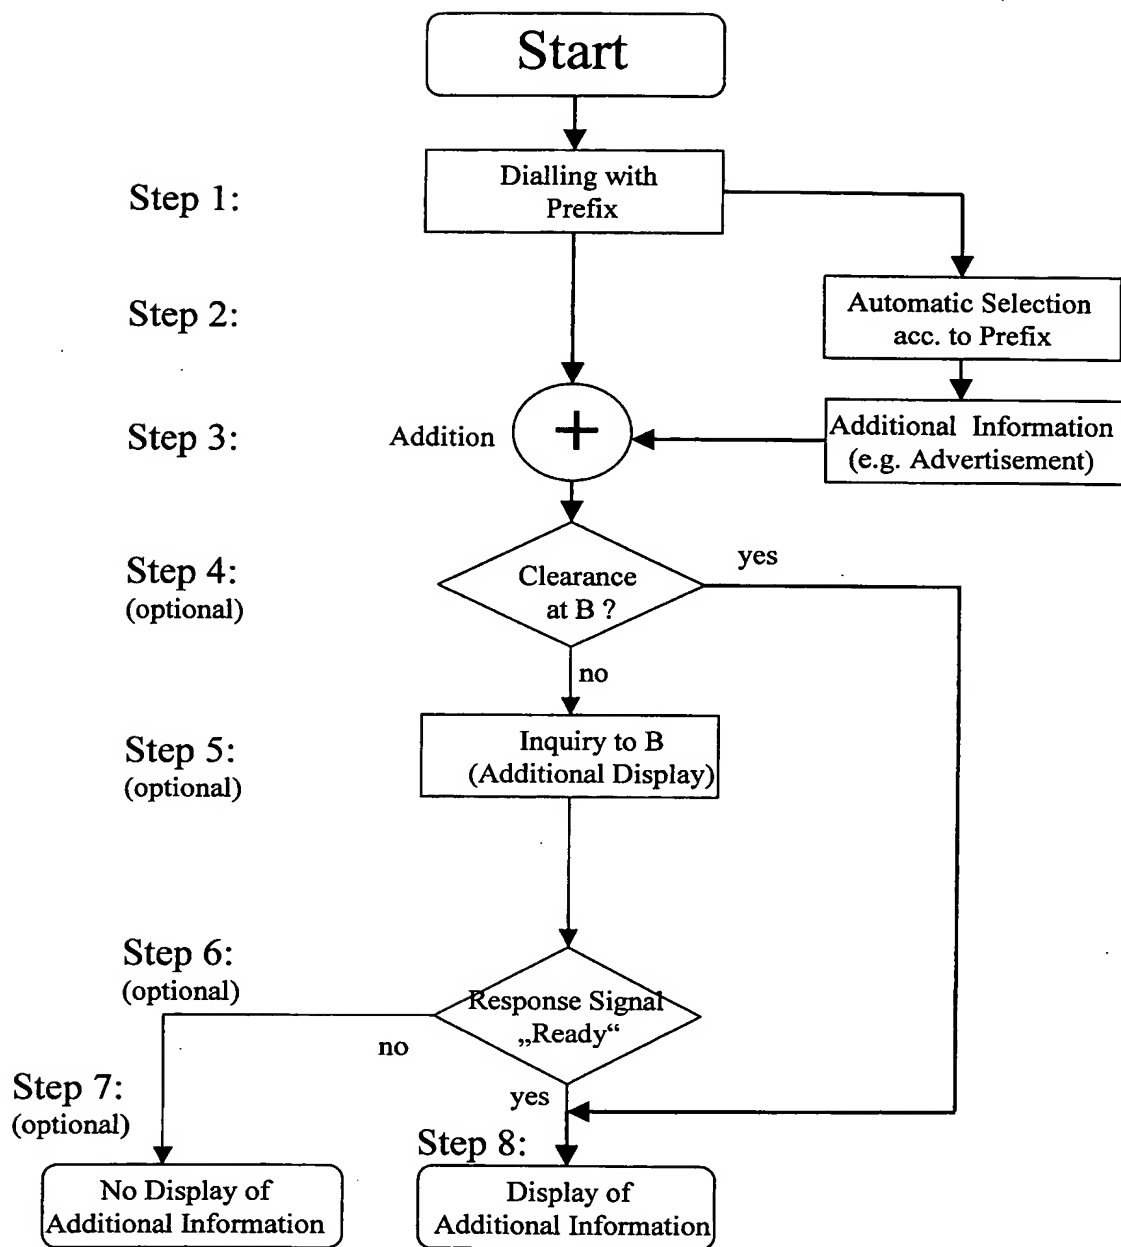 Start
Step 1:
Dialling with
Prefix
Step 2:
Automatic Selection
acc. to Prefix
Step 3:
Addition
+
Additional Information
(e.g. Advertisement)
Step 4:
(optional)
Clearance
at B ?
yes
no
Step 5:
(optional)
Inquiry to B
(Additional Display)
Step 6:
(optional)
Response Signal
„Ready“
no
yes
Step 7:
(optional)
Step 8:
No Display of
Additional Information
Display of
Additional Information